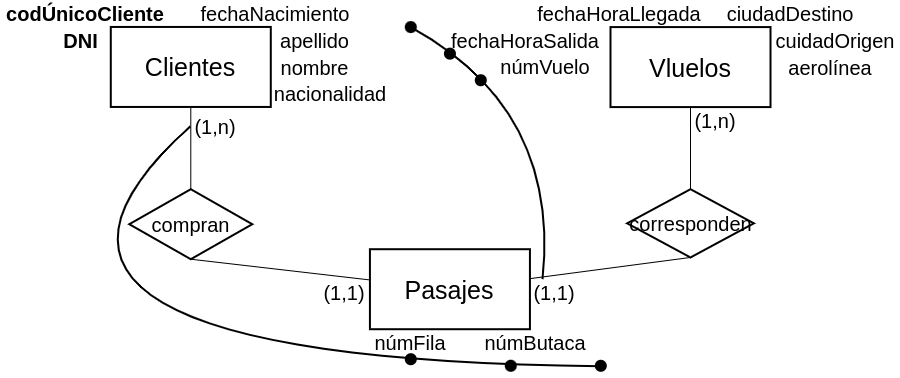 codÚnicoCliente fechaNacimiento fechaHoraLlegada ciudadDestino
DNI apellido fechaHoraSalida cuidadOrigen
Clientes nombre númVuelo Vluelos aerolínea
nacionalidad
(1,n) (1,n)
compran corresponden
(1,1) Pasajes (1,1)
númFila númButaca